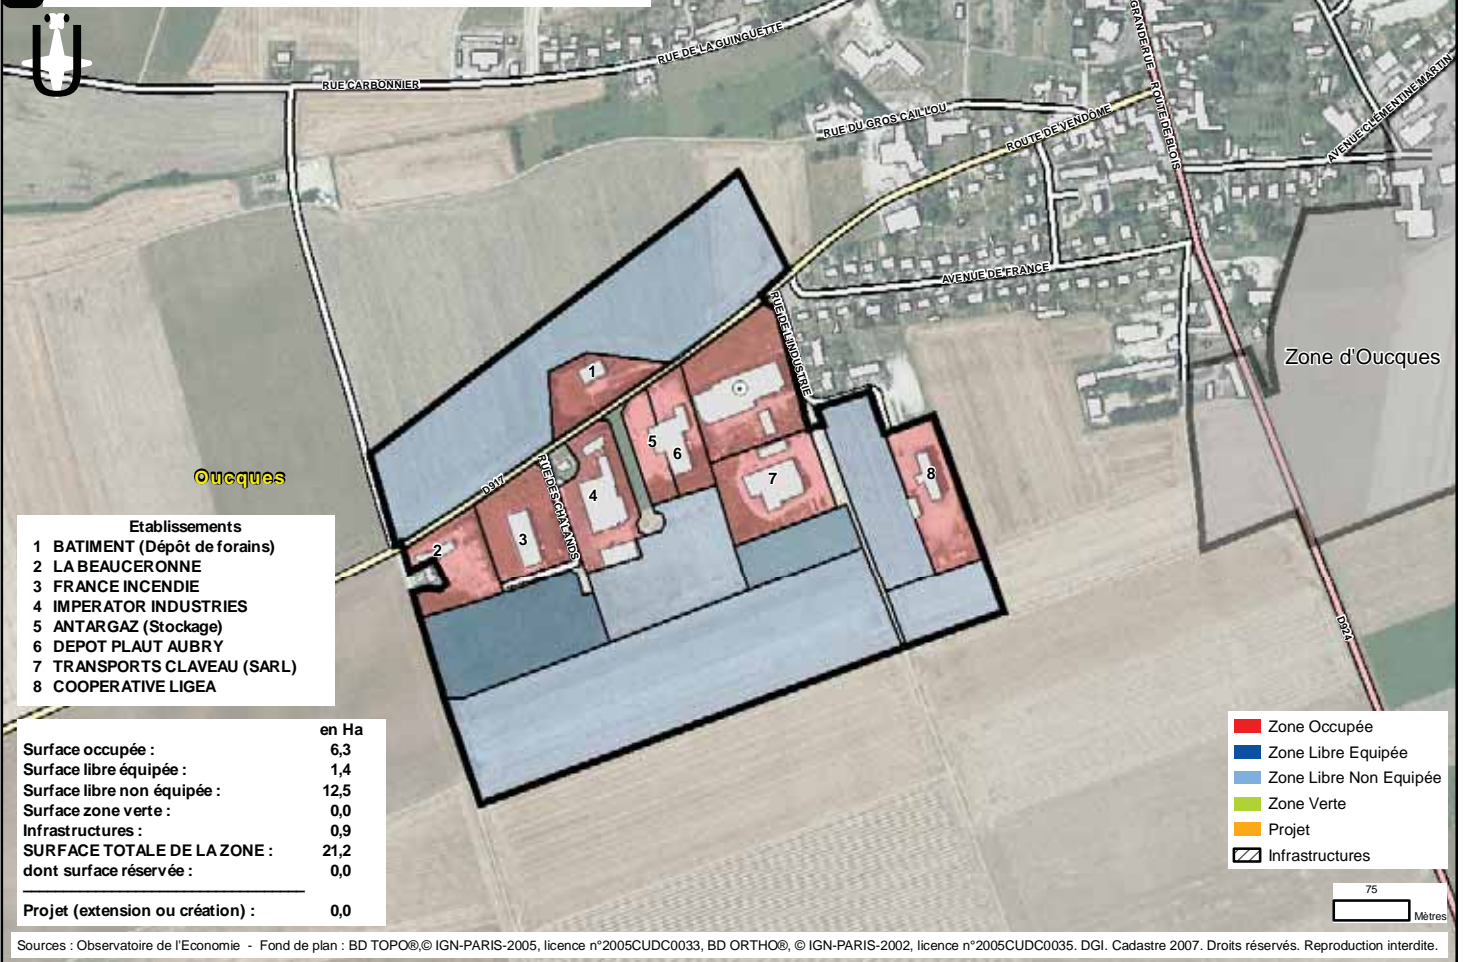 RUE CARBONNIER
RUE DE LA GUINGUETTE
RUE DU GROS CAILLOU
ROUTE DE VENDÔME
GRANDE RUE
ROUTE DE BLOIS
AVENUE CLÉMENTINE MARTIN
AVENUE DE FRANCE
RUE DE L'INDUSTRIE
Zone d'Oucques
Oucques
D917
RUE DES CHALANDS
D924
1
2
3
4
5
6
7
8
Etablissements
1 BATIMENT (Dépôt de forains)
2 LA BEAUCERONNE
3 FRANCE INCENDIE
4 IMPERATOR INDUSTRIES
5 ANTARGAZ (Stockage)
6 DEPOT PLAUT AUBRY
7 TRANSPORTS CLAVEAU (SARL)
8 COOPERATIVE LIGEA
en Ha
Surface occupée : 6,3
Surface libre équipée : 1,4
Surface libre non équipée : 12,5
Surface zone verte : 0,0
Infrastructures : 0,9
SURFACE TOTALE DE LA ZONE : 21,2
dont surface réservée : 0,0
Projet (extension ou création) : 0,0
Zone Occupée
Zone Libre Equipée
Zone Libre Non Equipée
Zone Verte
Projet
Infrastructures
75
Mètres
Sources : Observatoire de l'Economie - Fond de plan : BD TOPO®,© IGN-PARIS-2005, licence n°2005CUDC0033, BD ORTHO®, © IGN-PARIS-2002, licence n°2005CUDC0035. DGI. Cadastre 2007. Droits réservés. Reproduction interdite.